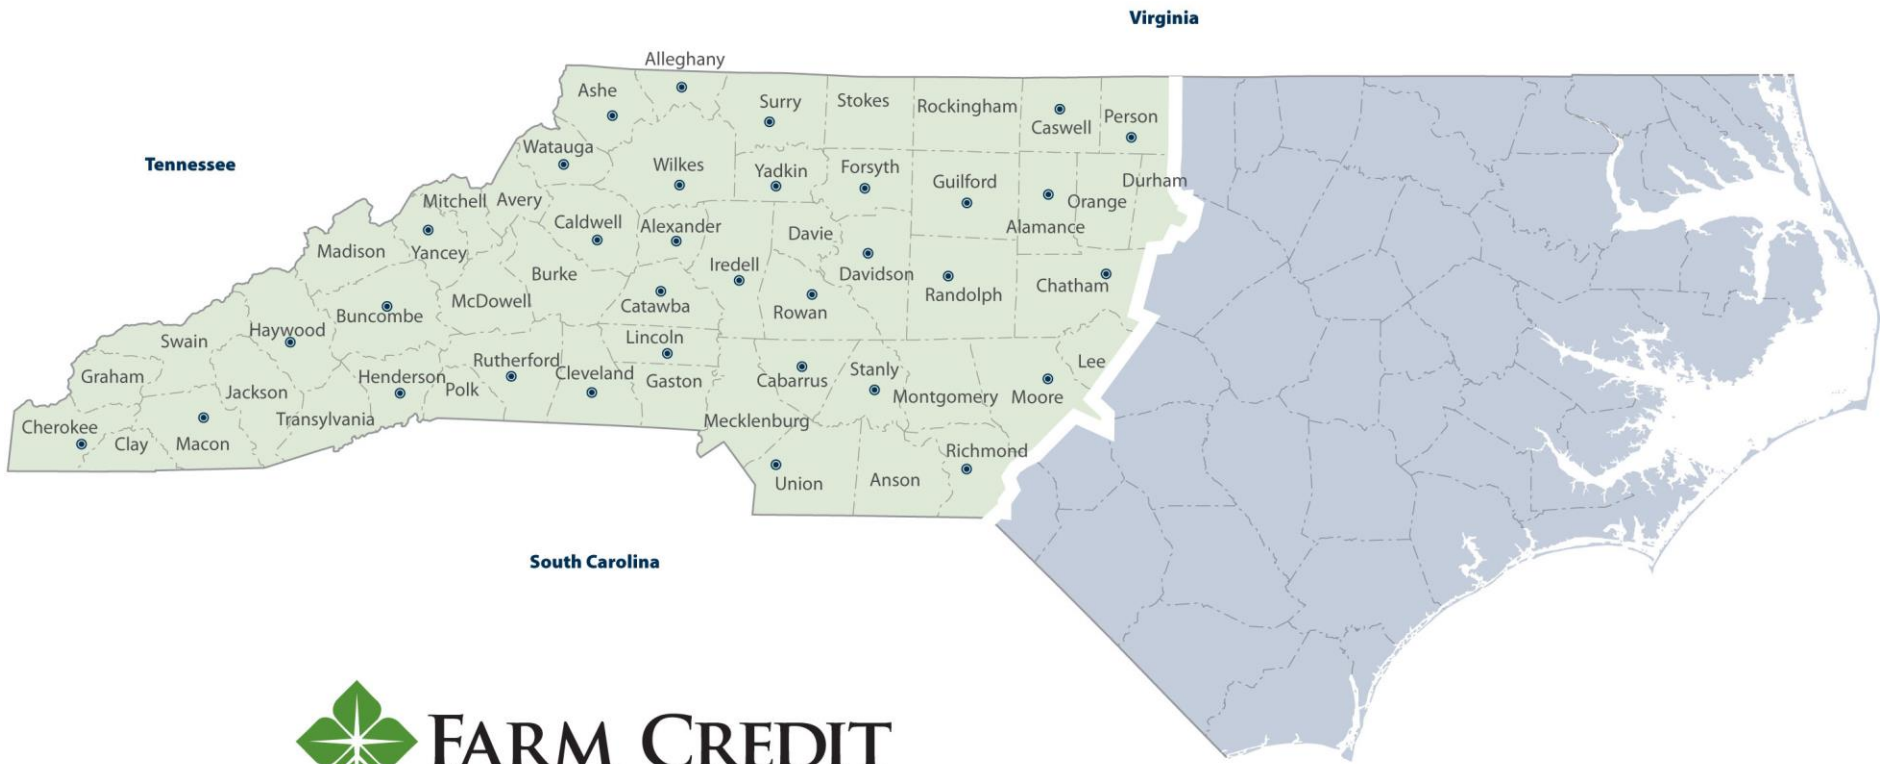 Virginia
Alleghany
Ashe
Surry
Stokes
Rockingham
Caswell
Person
Tennessee
Watauga
Wilkes
Yadkin
Forsyth
Guilford
Durham
Mitchell
Avery
Orange
Caldwell
Alexander
Davie
Alamance
Madison
Yancey
Burke
Iredell
Davidson
Randolph
Chatham
McDowell
Catawba
Rowan
Buncombe
Haywood
Swain
Lincoln
Rutherford
Cleveland
Gaston
Cabarrus
Stanly
Lee
Graham
Henderson
Polk
Jackson
Montgomery
Moore
Transylvania
Mecklenburg
Cherokee
Clay
Macon
Richmond
Union
Anson
South Carolina
FARM CREDIT